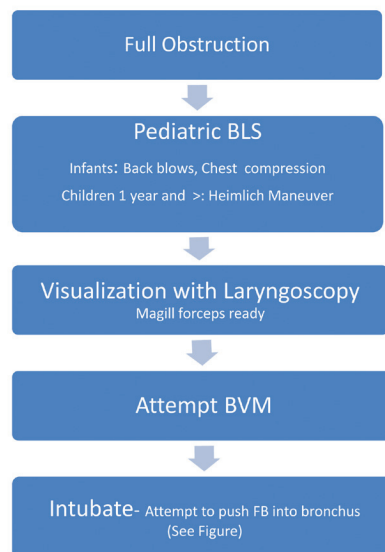 Full Obstruction
Pediatric BLS
Infants: Back blows, Chest compression
Children 1 year and >: Heimlich Maneuver
Visualization with Laryngoscopy
Magill forceps ready
Attempt BVM
Intubate- Attempt to push FB into bronchus
(See Figure)